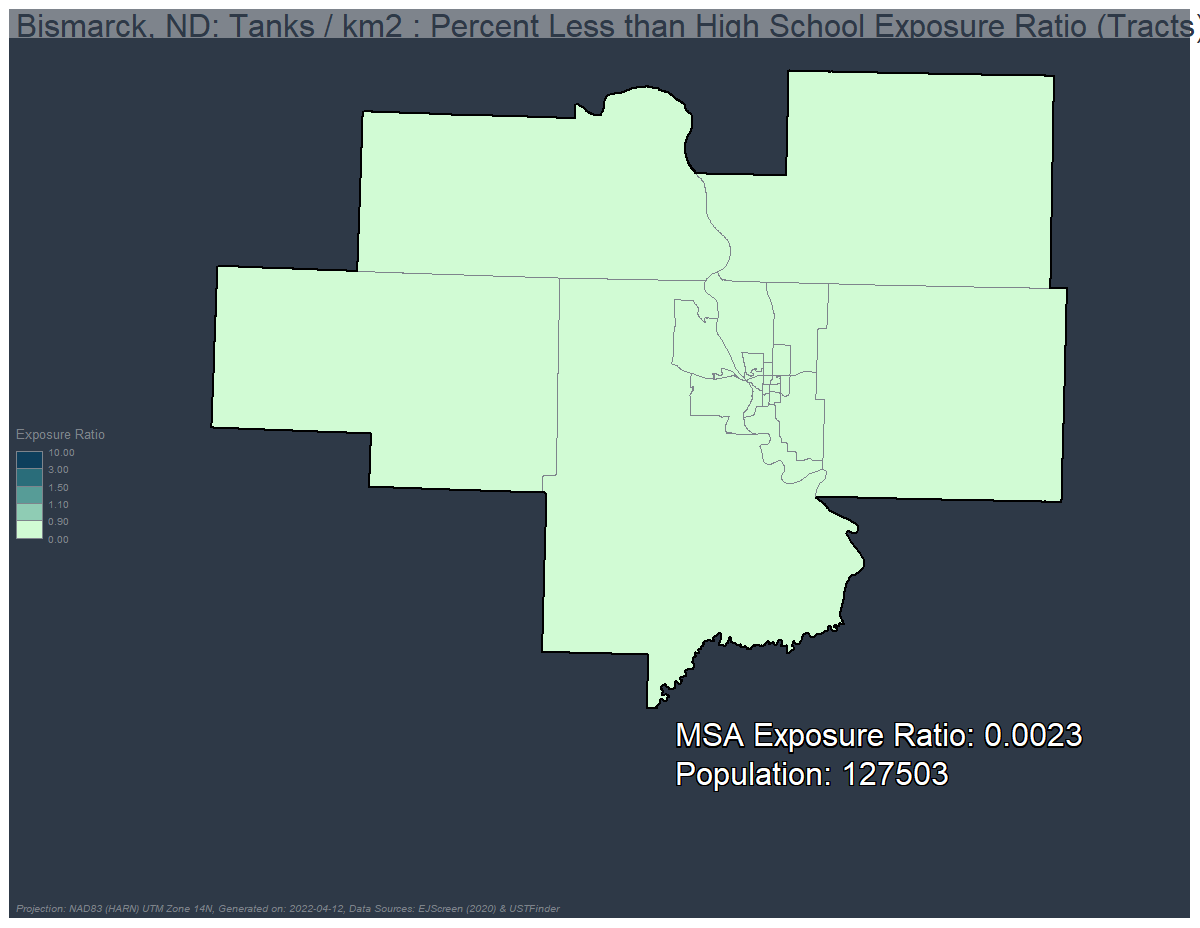 Bismarck, ND: Tanks / km2 : Percent Less than High School Exposure Ratio (Tracts)
Exposure Ratio
10.00
3.00
1.50
1.10
0.90
0.00
MSA Exposure Ratio: 0.0023
Population: 127503
Projection: NAD83 (HARN) UTM Zone 14N, Generated on: 2022-04-12, Data Sources: EJScreen (2020) & USTFinder